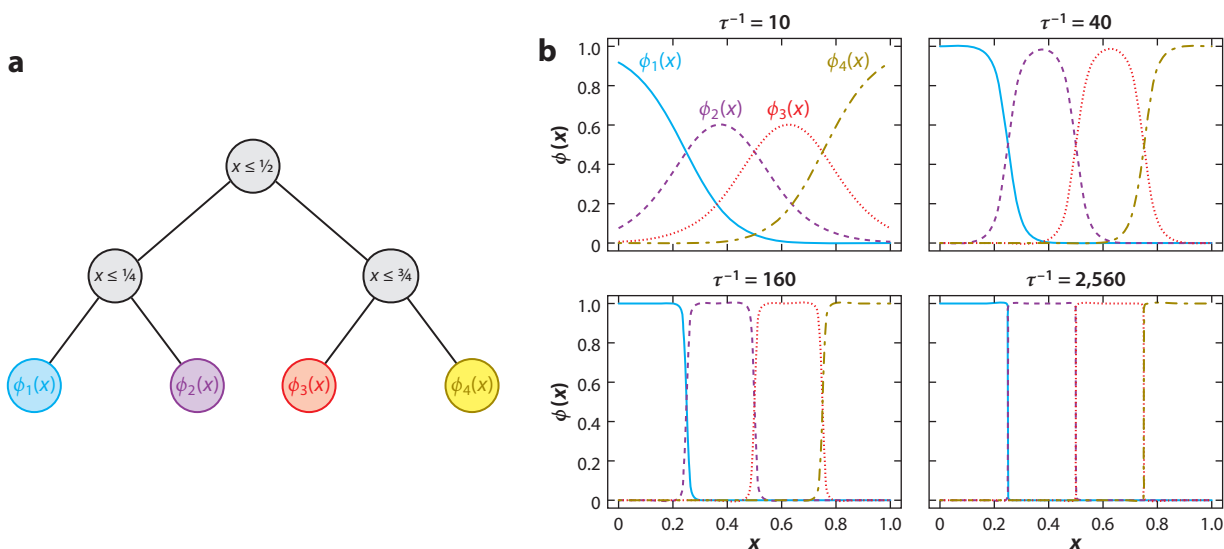 a
x ≤ ½
x ≤ ¼
x ≤ ¾
ϕ1(x)
ϕ2(x)
ϕ3(x)
ϕ4(x)
b
τ⁻¹ = 10
τ⁻¹ = 40
ϕ(x)
1.0
0.8
0.6
0.4
0.2
0
ϕ1(x)
ϕ2(x)
ϕ3(x)
ϕ4(x)
τ⁻¹ = 160
τ⁻¹ = 2,560
ϕ(x)
1.0
0.8
0.6
0.4
0.2
0
0 0.2 0.4 0.6 0.8 1.0
x
0 0.2 0.4 0.6 0.8 1.0
x